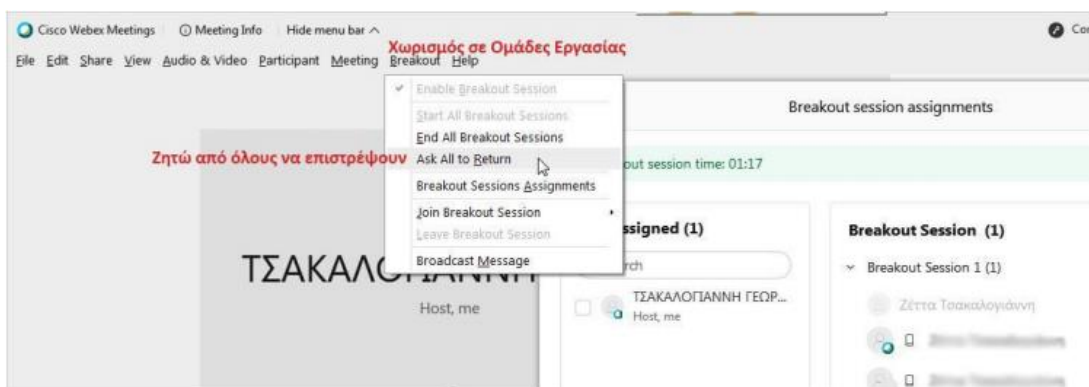 Cisco Webex Meetings Meeting Info Hide menu bar
Χωρισμός σε Ομάδες Εργασίας
File Edit Share View Audio & Video Participant Meeting Breakout Help
Enable Breakout Session
Start All Breakout Sessions
End All Breakout Sessions
Ζητώ από όλους να επιστρέψουν Ask All to Return
Breakout Sessions Assignments
Join Breakout Session
Leave Breakout Session
Broadcast Message
Host, me
Breakout session assignments
out session time: 01:17
ssigned (1)
rch
ΤΣΑΚΑΛΟΓΙΑΝΝΗ ΓΕΩΡ...
Host, me
Breakout Session (1)
Breakout Session 1 (1)
Ζέττα Τσακαλογιάννη